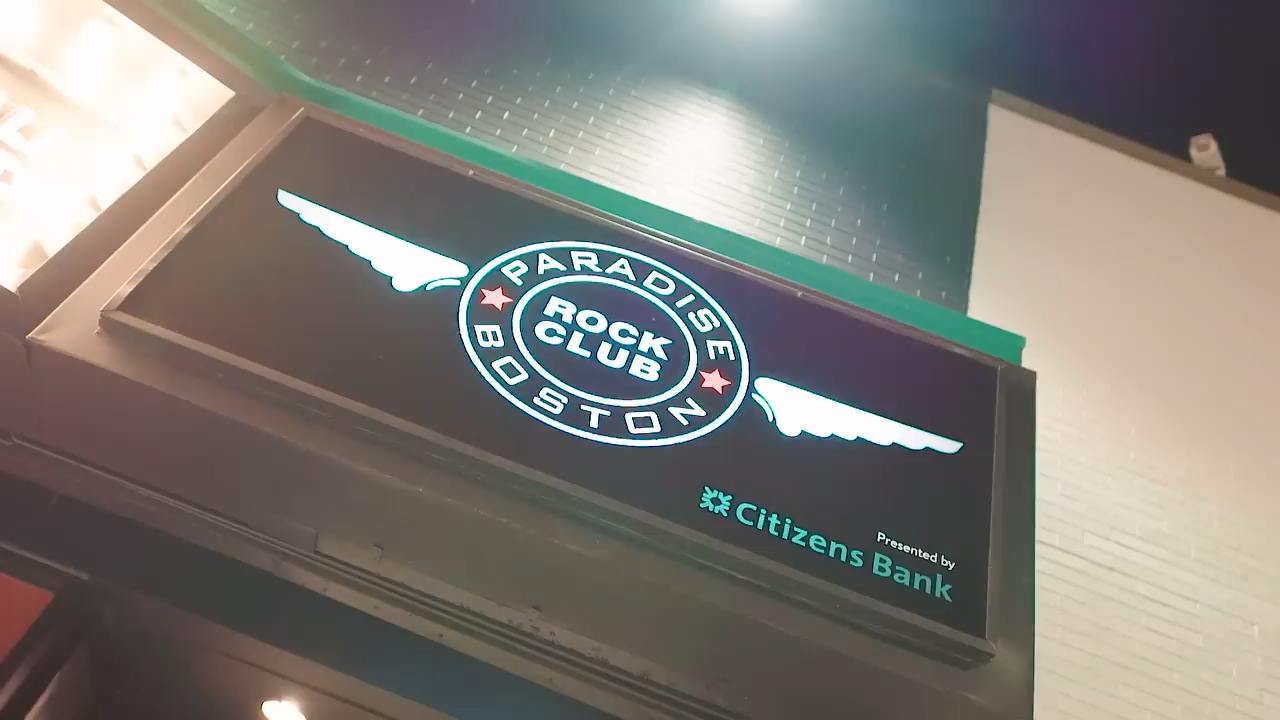 PARADISE
ROCK
CLUB
BOSTON
Presented by
Citizens Bank